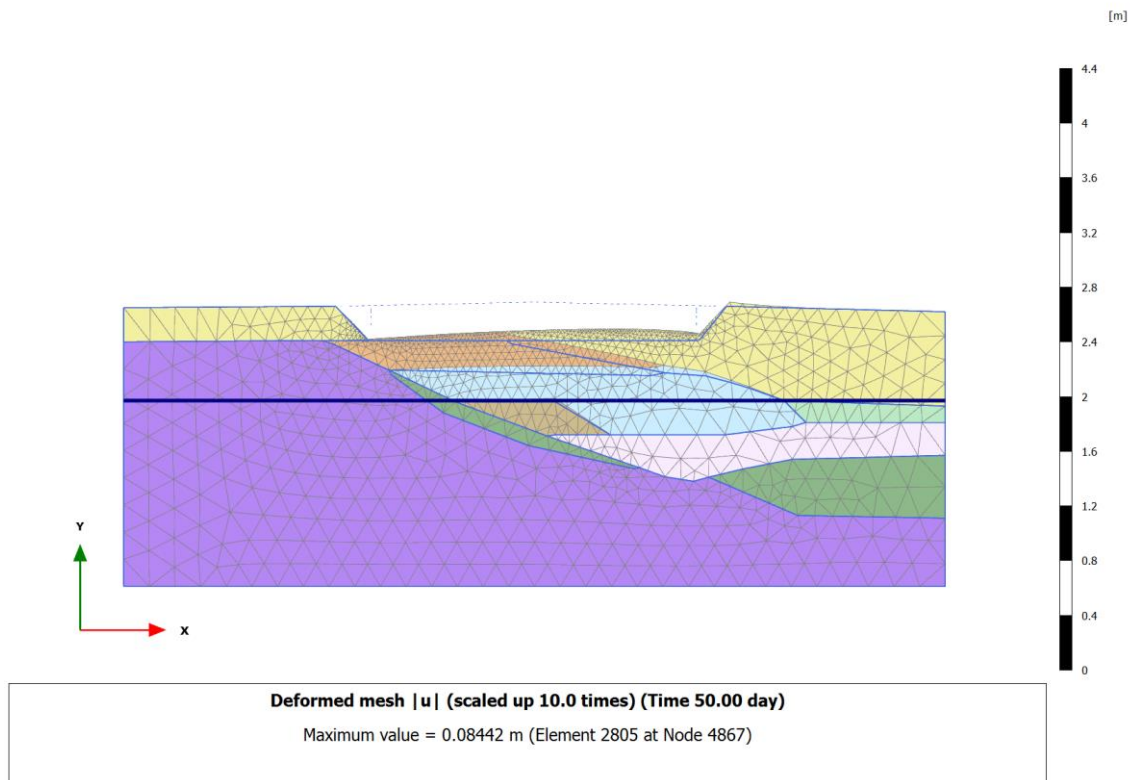 [m]
4.4
4
3.6
3.2
2.8
2.4
2
1.6
1.2
0.8
0.4
0
Y
X
Deformed mesh |u| (scaled up 10.0 times) (Time 50.00 day)
Maximum value = 0.08442 m (Element 2805 at Node 4867)